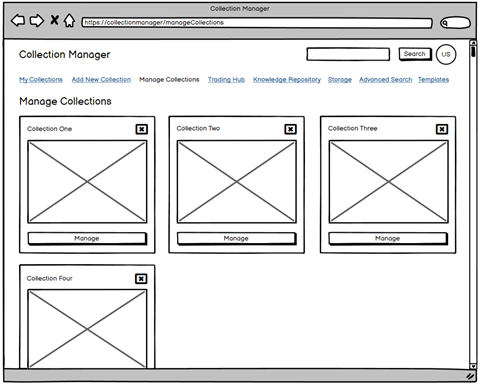 Collection Manager
https://collectionmanager/manageCollections
Collection Manager
Search
US
My Collections Add New Collection Manage Collections Trading Hub Knowledge Repository Storage Advanced Search Templates
Manage Collections
Collection One
Collection Two
Collection Three
Manage
Manage
Manage
Collection Four